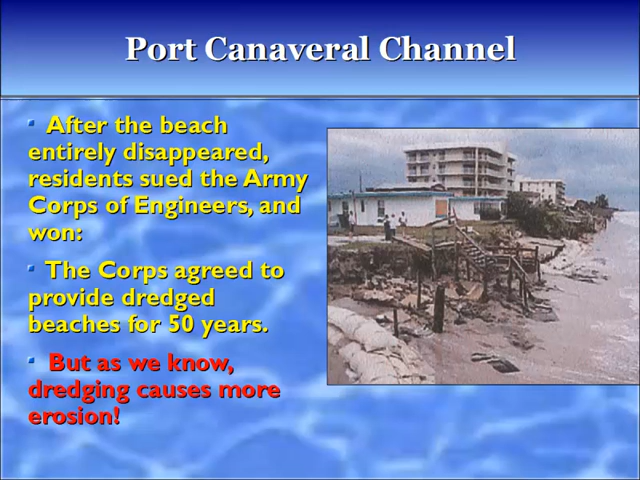 Port Canaveral Channel
After the beach
entirely disappeared,
residents sued the Army
Corps of Engineers, and
won:
The Corps agreed to
provide dredged
beaches for 50 years.
But as we know,
dredging causes more
erosion!